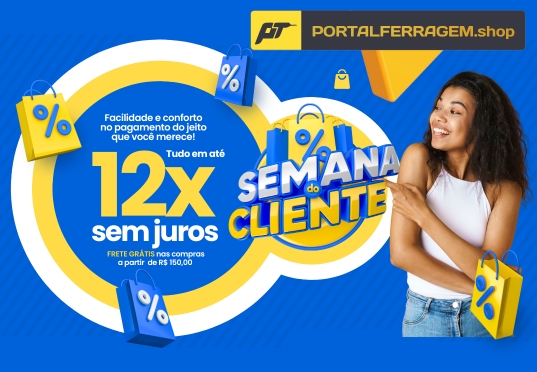 PT PORTALFERRAGEM.shop
Facilidade e conforto
no pagamento do jeito
que você merece!
Tudo em até
12x
sem juros
FRETE GRÁTIS nas compras
a partir de R$ 150,00
%
%
%
%
%
SEMANA
do
CLIENTE